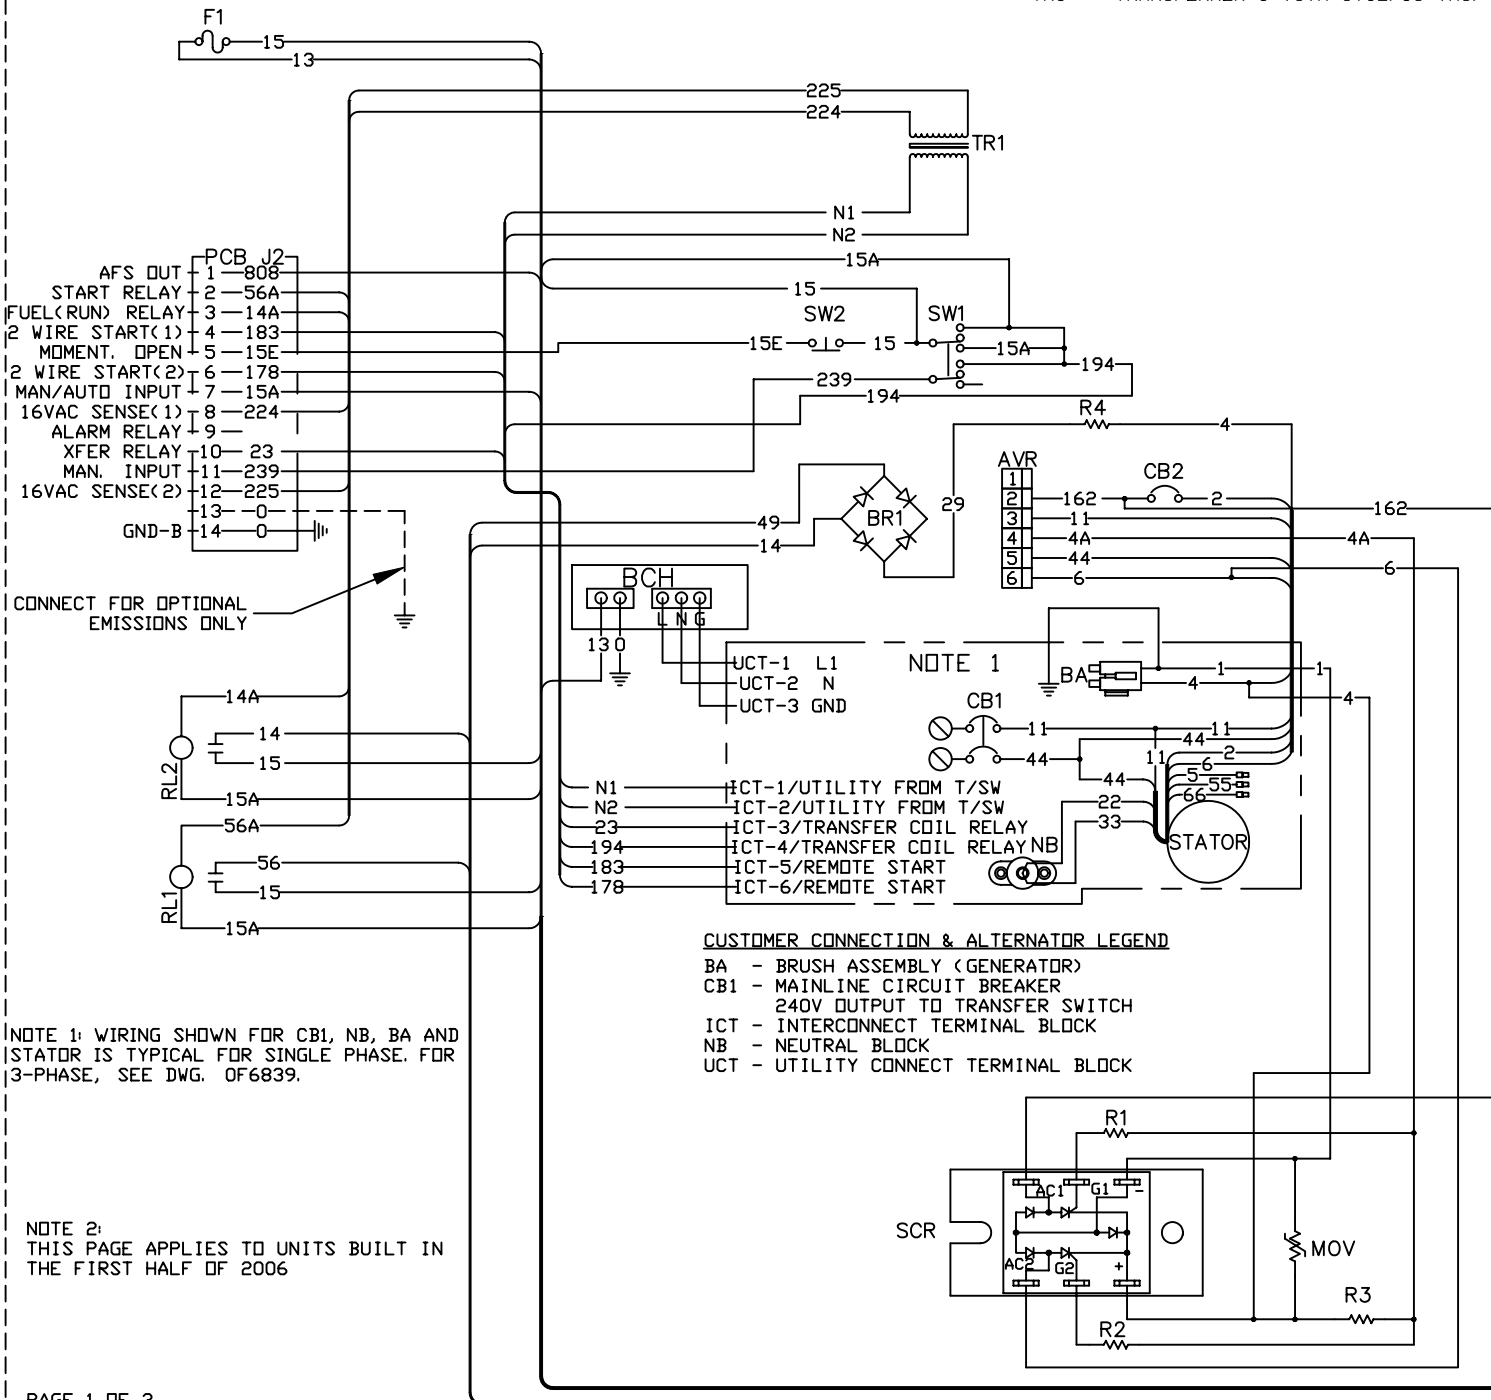 F1
15
13
225
224
TR1
N1
N2
15A
15
SW2
SW1
PCB J2
AFS OUT 1 808
START RELAY 2 56A
FUEL(RUN) RELAY 3 14A
2 WIRE START(1) 4 183
MOMENT. OPEN 5 15E
2 WIRE START(2) 6 178
MAN/AUTO INPUT 7 15A
16VAC SENSE(1) 8 224
ALARM RELAY 9
XFER RELAY 10 23
MAN. INPUT 11 239
16VAC SENSE(2) 12 225
13 0
GND-B 14 0
15E 15 15A
194
239
194
R4
4
AVR
1
2 162
3 11
4 4A
5 44
6 6
CB2
2
162
4A
6
29
BR1
49
14
CONNECT FOR OPTIONAL
EMISSIONS ONLY
BCH
L N G
13 0
UCT-1 L1
UCT-2 N
UCT-3 GND
NOTE 1
BA
1 1
4 4
CB1
11 11
44 44
11
2
6
5
55
66
44
22
33
STATOR
NB
14A
14
15
RL2
15A
56A
56
15
RL1
15A
N1 ICT-1/UTILITY FROM T/SW
N2 ICT-2/UTILITY FROM T/SW
23 ICT-3/TRANSFER COIL RELAY
194 ICT-4/TRANSFER COIL RELAY
183 ICT-5/REMOTE START
178 ICT-6/REMOTE START
CUSTOMER CONNECTION & ALTERNATOR LEGEND
BA - BRUSH ASSEMBLY (GENERATOR)
CB1 - MAINLINE CIRCUIT BREAKER
240V OUTPUT TO TRANSFER SWITCH
ICT - INTERCONNECT TERMINAL BLOCK
NB - NEUTRAL BLOCK
UCT - UTILITY CONNECT TERMINAL BLOCK
NOTE 1: WIRING SHOWN FOR CB1, NB, BA AND
STATOR IS TYPICAL FOR SINGLE PHASE. FOR
3-PHASE, SEE DWG. 0F6839.
R1
AC1 G1 -
SCR
AC2 G2 +
MOV
R3
R2
NOTE 2:
THIS PAGE APPLIES TO UNITS BUILT IN
THE FIRST HALF OF 2006
PAGE 1 OF 2